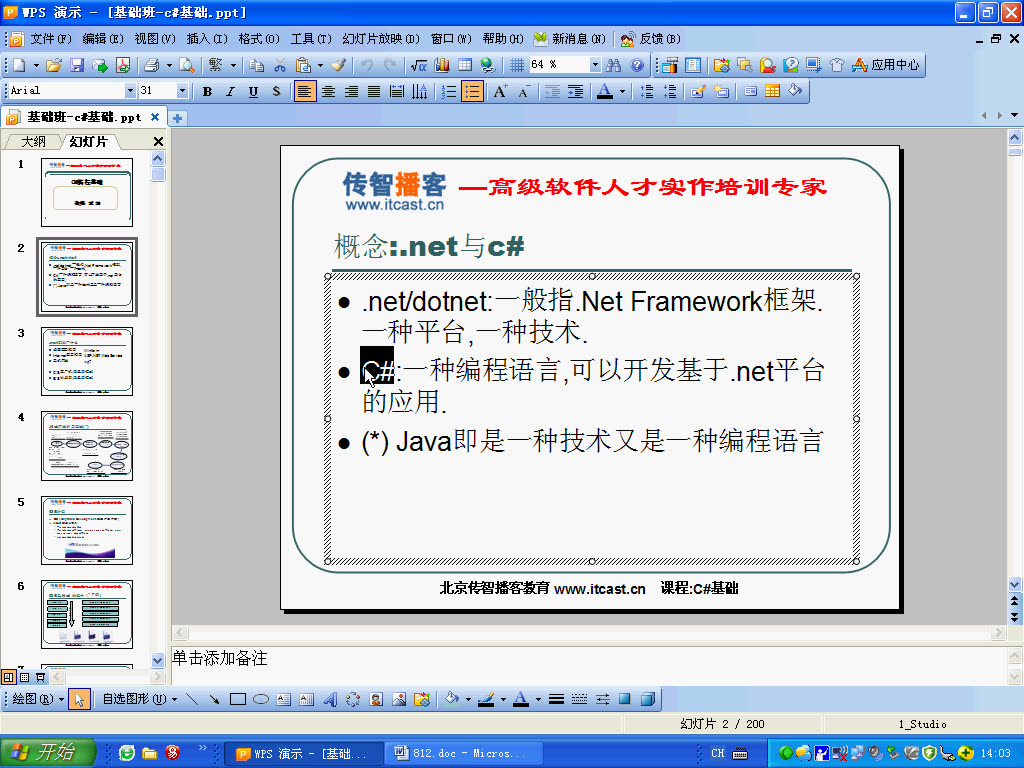 WPS 演示 - [基础班-c#基础.ppt]
文件(F) 编辑(E) 视图(V) 插入(I) 格式(O) 工具(T) 幻灯片放映(D) 窗口(W) 帮助(H) 新消息(N) 反馈(B)
繁 64 % 应用中心
Arial 31 B I U S
基础班-c#基础.ppt
大纲 幻灯片
1
2
3
4
5
6
传智播客 —高级软件人才实作培训专家
www.itcast.cn
概念:.net与c#
.net/dotnet:一般指.Net Framework框架.
一种平台,一种技术.
C#:一种编程语言,可以开发基于.net平台
的应用.
(*) Java即是一种技术又是一种编程语言
北京传智播客教育 www.itcast.cn 课程:C#基础
单击添加备注
绘图(R) 自选图形(U)
幻灯片 2 / 200 1_Studio
开始 WPS 演示 - [基础... 812.doc - Micros... CH 14:03